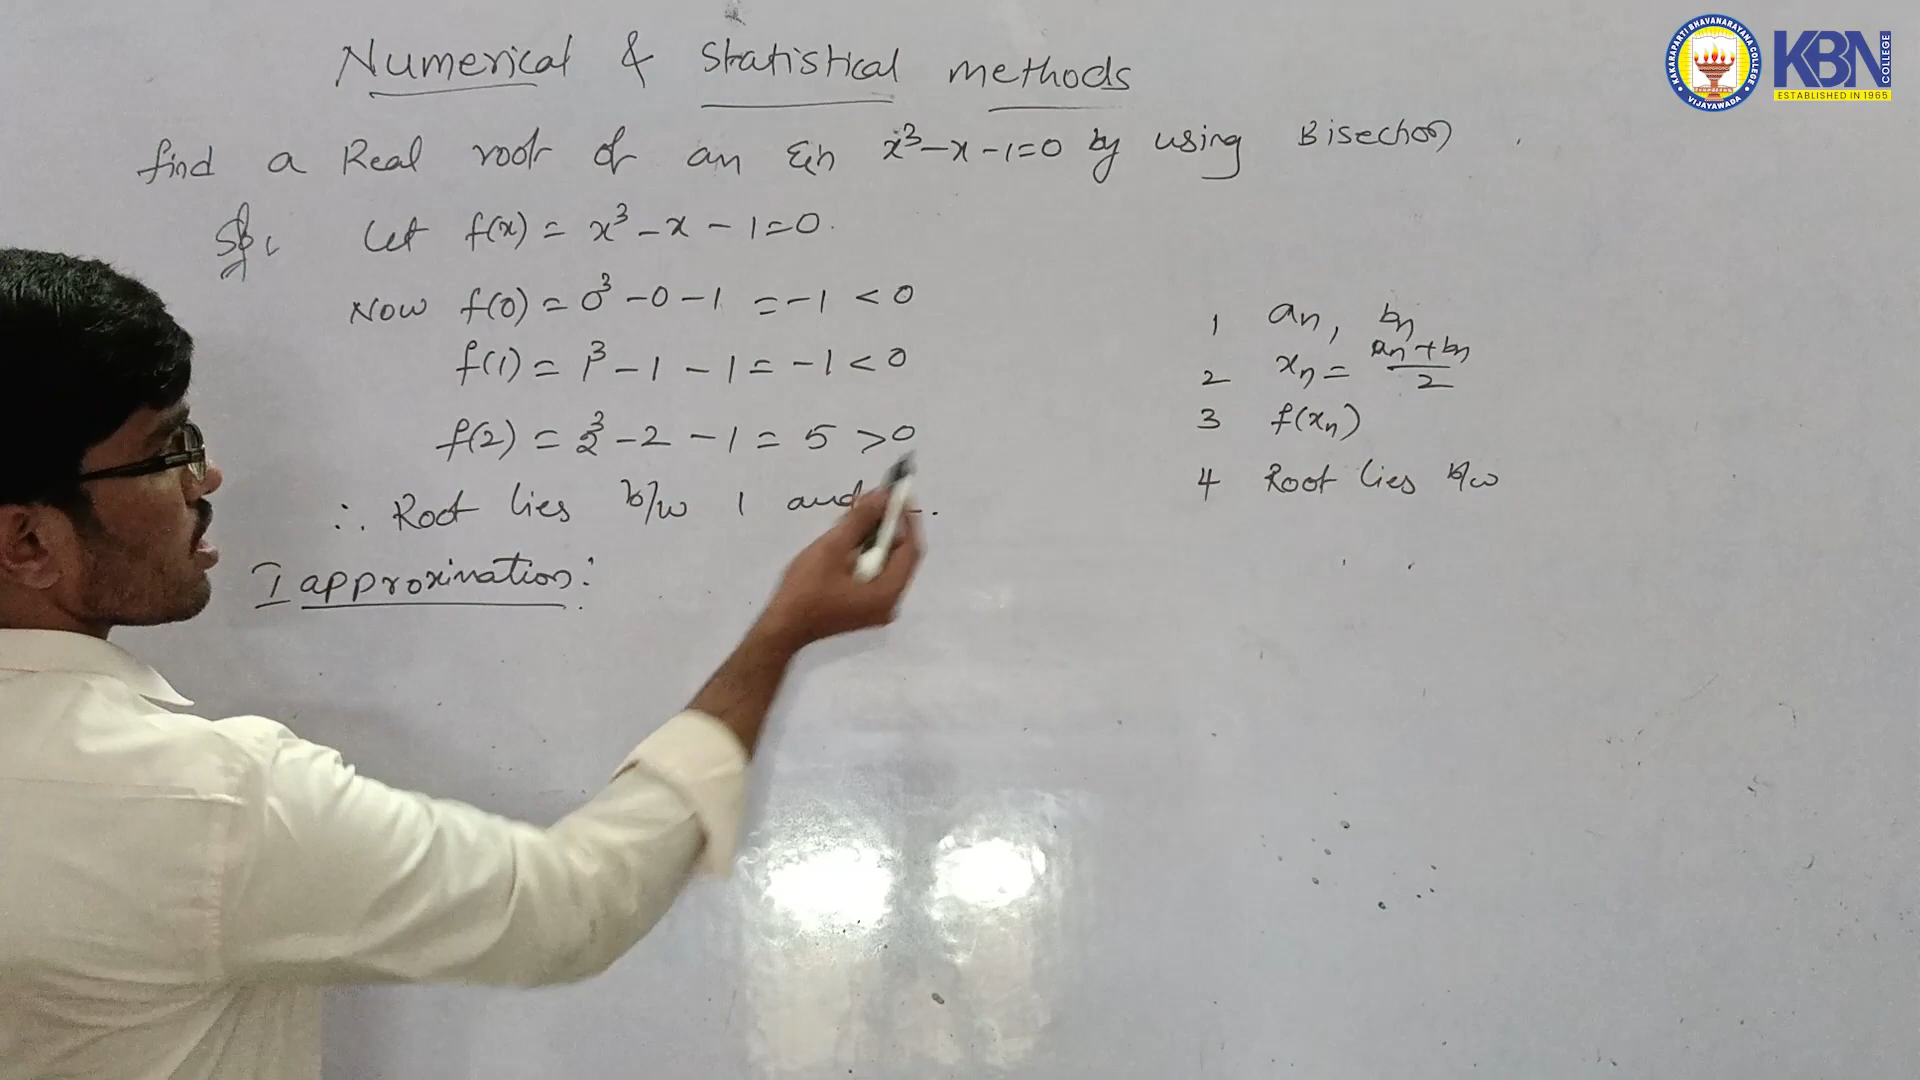 Numerical & Statistical methods
find a Real root of an Eqn x³-x-1=0 by using Bisection
Sol: Let f(x) = x³-x-1=0.
Now f(0) = 0³-0-1 = -1 < 0
f(1) = 1³-1-1 = -1 < 0
f(2) = 2³-2-1 = 5 > 0
∴ Root lies b/w 1 and
I approximation:
1 an, bn
2 xn = an+bn/2
3 f(xn)
4 Root lies b/w
KAKARAPARTI BHAVANARAYANA COLLEGE
VIJAYAWADA
KBN COLLEGE
ESTABLISHED IN 1965